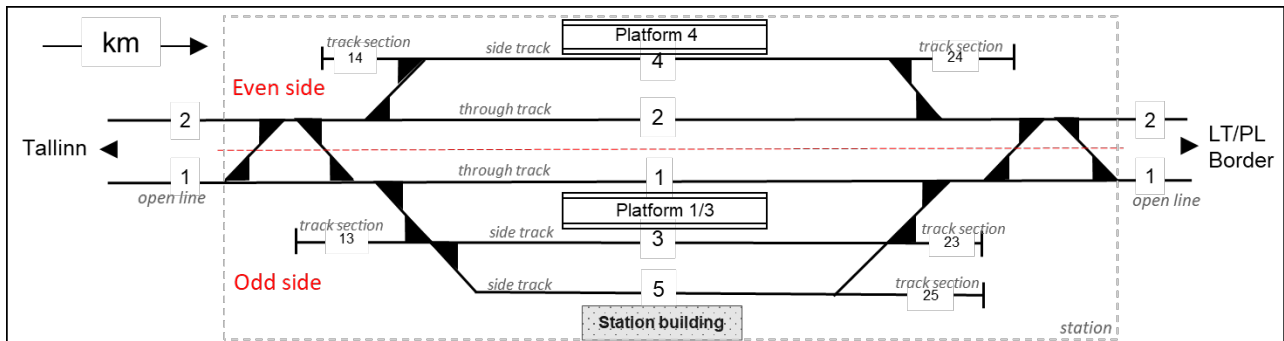 km
Platform 4
track section
side track
track section
14
4
24
Even side
through track
2
2
2
Tallinn
LT/PL
Border
1
through track
1
1
open line
open line
Platform 1/3
track section
side track
track section
13
3
23
Odd side
side track
5
track section
25
Station building
station